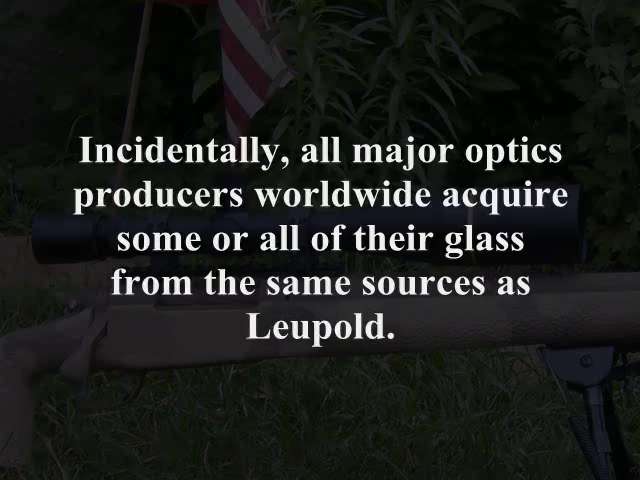 Incidentally, all major optics
producers worldwide acquire
some or all of their glass
from the same sources as
Leupold.